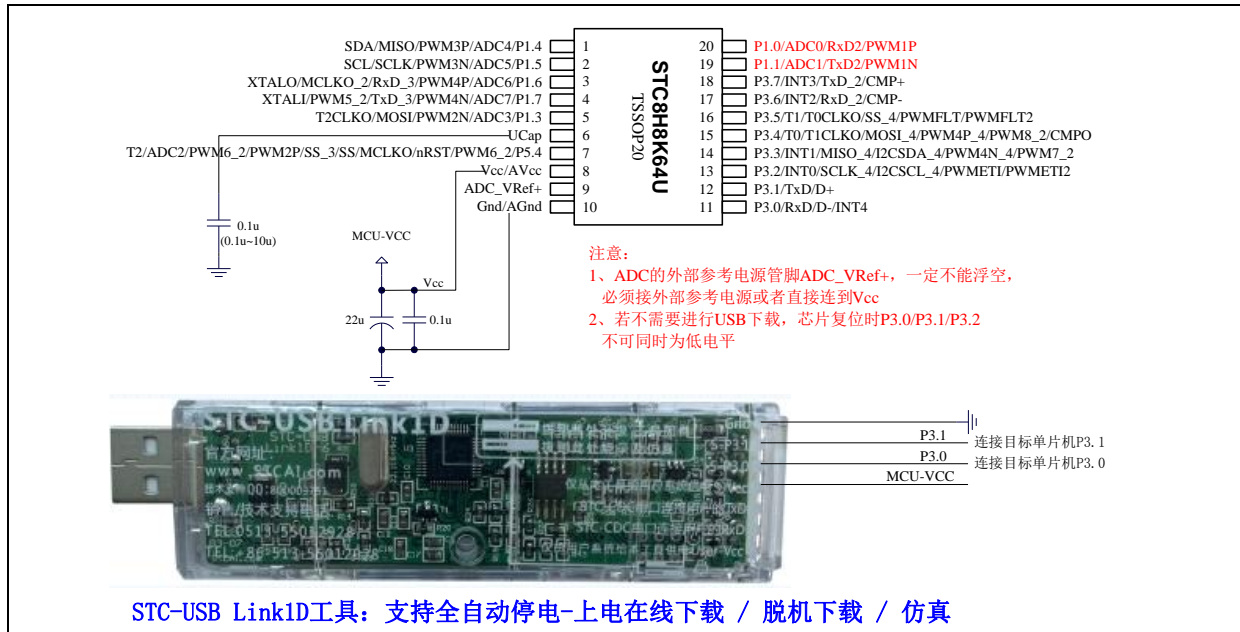 SDA/MISO/PWM3P/ADC4/P1.4 1
SCL/SCLK/PWM3N/ADC5/P1.5 2
XTALO/MCLKO_2/RxD_3/PWM4P/ADC6/P1.6 3
XTALI/PWM5_2/TxD_3/PWM4N/ADC7/P1.7 4
T2CLKO/MOSI/PWM2N/ADC3/P1.3 5
UCap 6
T2/ADC2/PWM6_2/PWM2P/SS_3/SS/MCLKO/nRST/PWM6_2/P5.4 7
Vcc/AVcc 8
ADC_VRef+ 9
Gnd/AGnd 10
STC8H8K64U
TSSOP20
20 P1.0/ADC0/RxD2/PWM1P
19 P1.1/ADC1/TxD2/PWM1N
18 P3.7/INT3/TxD_2/CMP+
17 P3.6/INT2/RxD_2/CMP-
16 P3.5/T1/T0CLKO/SS_4/PWMFLT/PWMFLT2
15 P3.4/T0/T1CLKO/MOSI_4/PWM4P_4/PWM8_2/CMPO
14 P3.3/INT1/MISO_4/I2CSDA_4/PWM4N_4/PWM7_2
13 P3.2/INT0/SCLK_4/I2CSCL_4/PWMETI/PWMETI2
12 P3.1/TxD/D+
11 P3.0/RxD/D-/INT4
0.1u
(0.1u~10u)
MCU-VCC
Vcc
22u
0.1u
注意:
1、ADC的外部参考电源管脚ADC_VRef+，一定不能浮空，
必须接外部参考电源或者直接连到Vcc
2、若不需要进行USB下载，芯片复位时P3.0/P3.1/P3.2
不可同时为低电平
STC-USB Link1D
官方网址:
www.STCAI.com
Gnd
P3.1 连接目标单片机P3.1
P3.0 连接目标单片机P3.0
MCU-VCC
STC-USB Link1D工具: 支持全自动停电-上电在线下载 / 脱机下载 / 仿真